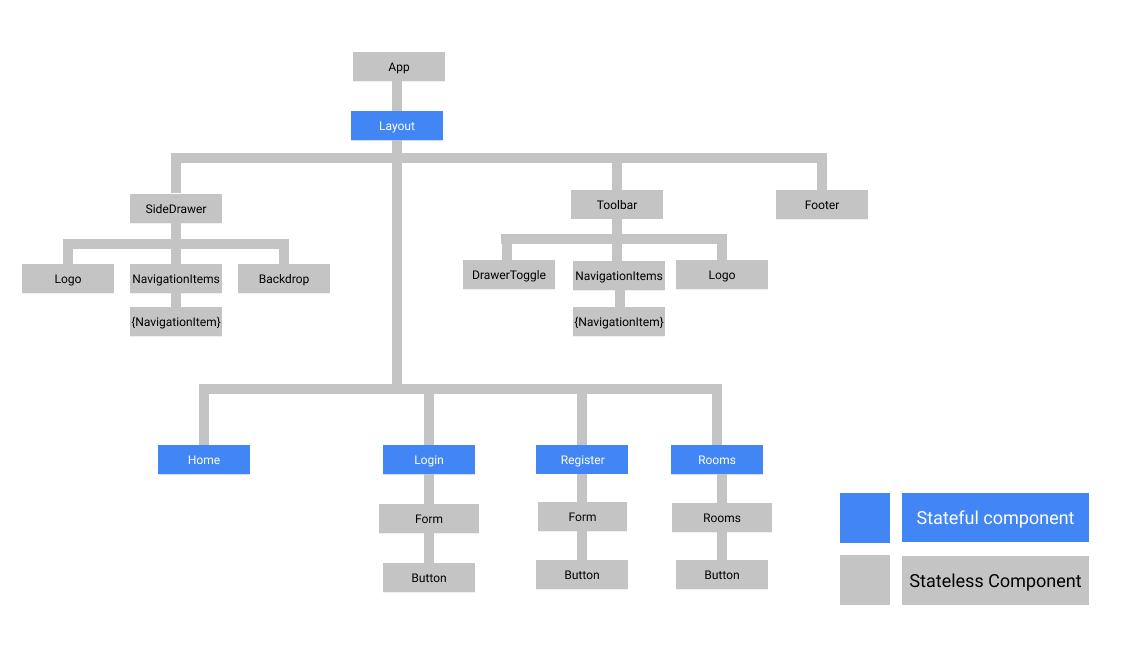 App
Layout
SideDrawer
Toolbar
Footer
Logo
NavigationItems
Backdrop
DrawerToggle
NavigationItems
Logo
{NavigationItem}
{NavigationItem}
Home
Login
Register
Rooms
Form
Form
Rooms
Button
Button
Button
Stateful component
Stateless Component